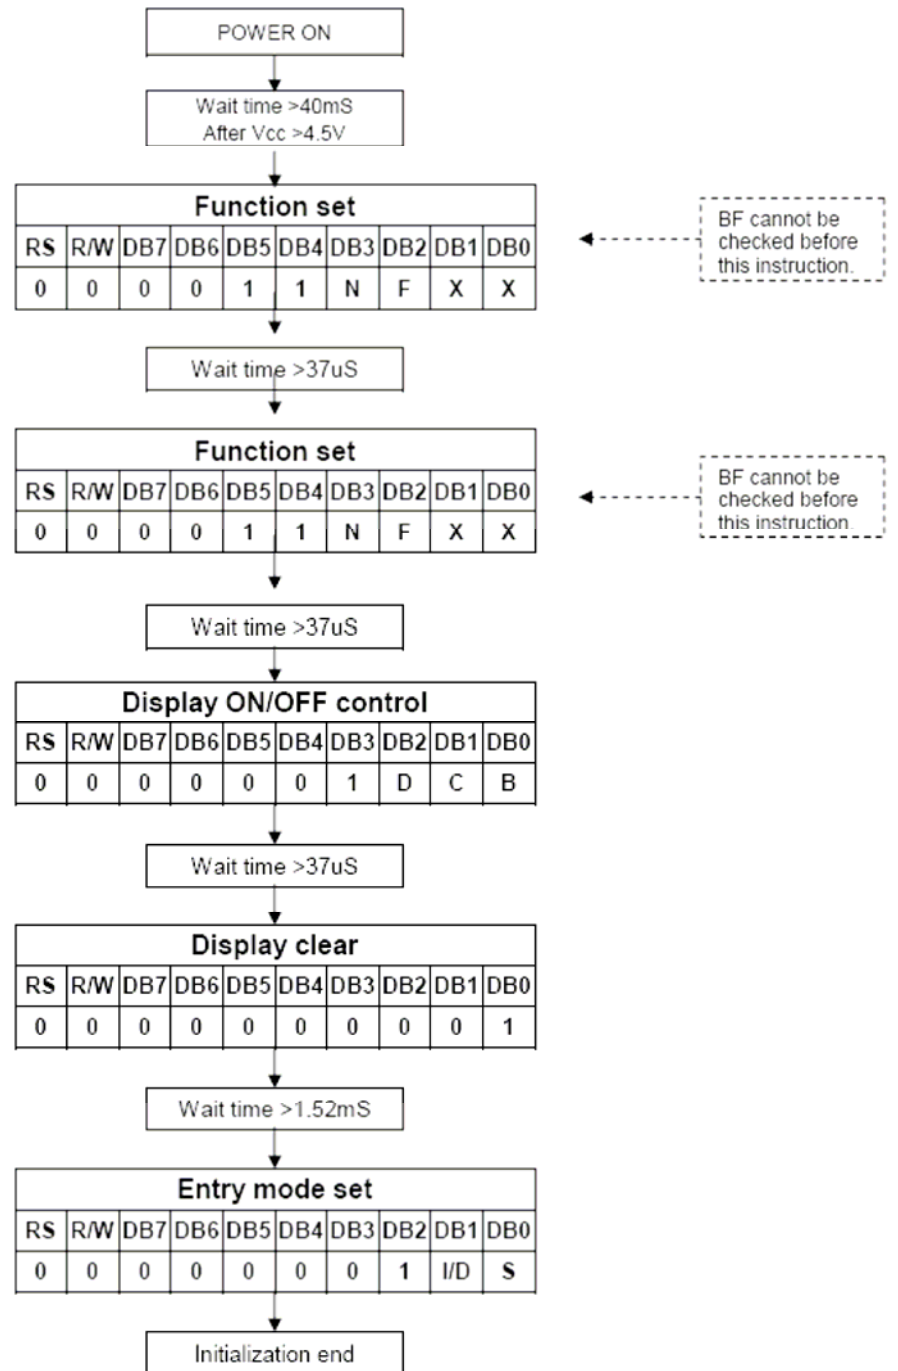 POWER ON
Wait time >40mS
After Vcc >4.5V
Function set
RS R/W DB7 DB6 DB5 DB4 DB3 DB2 DB1 DB0
0 0 0 0 1 1 N F X X
BF cannot be
checked before
this instruction.
Wait time >37uS
Function set
RS R/W DB7 DB6 DB5 DB4 DB3 DB2 DB1 DB0
0 0 0 0 1 1 N F X X
BF cannot be
checked before
this instruction.
Wait time >37uS
Display ON/OFF control
RS R/W DB7 DB6 DB5 DB4 DB3 DB2 DB1 DB0
0 0 0 0 0 0 1 D C B
Wait time >37uS
Display clear
RS R/W DB7 DB6 DB5 DB4 DB3 DB2 DB1 DB0
0 0 0 0 0 0 0 0 0 1
Wait time >1.52mS
Entry mode set
RS R/W DB7 DB6 DB5 DB4 DB3 DB2 DB1 DB0
0 0 0 0 0 0 0 1 I/D S
Initialization end